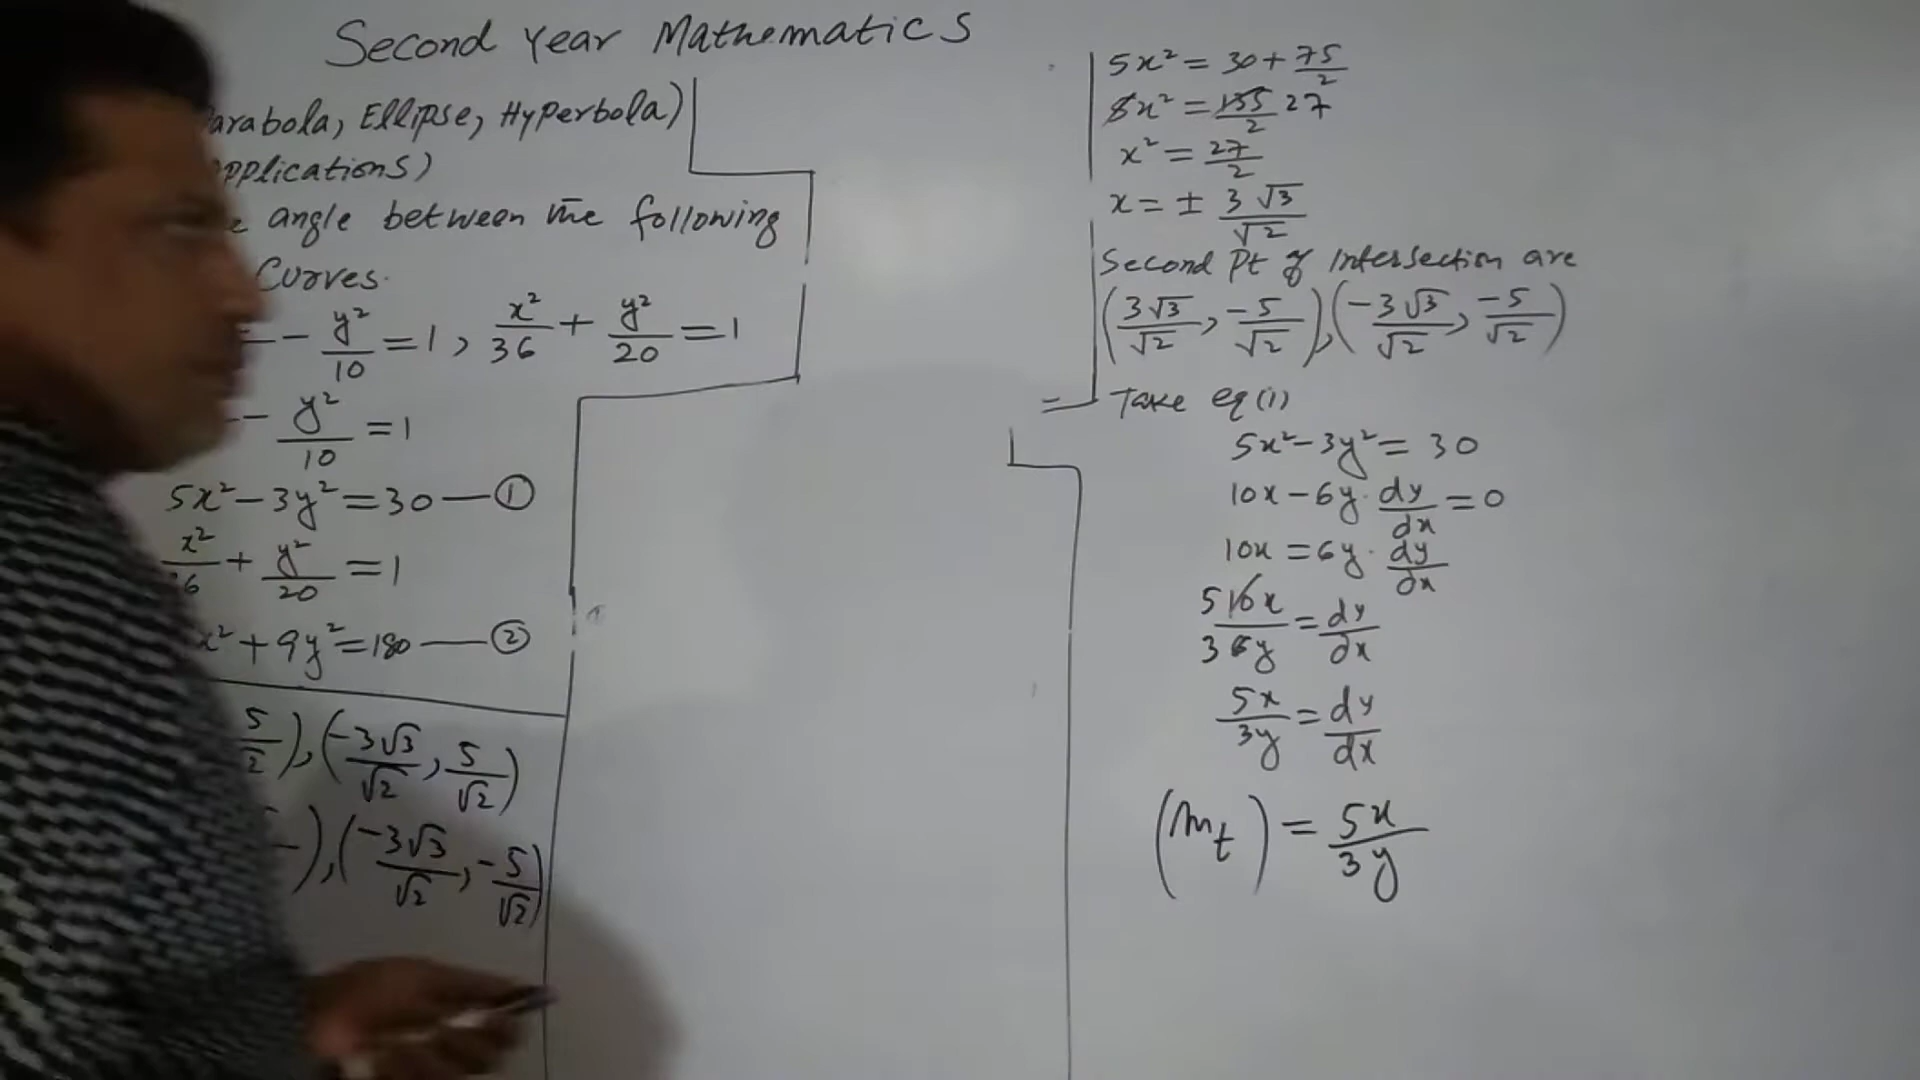 Second Year Mathematics
arabola, Ellipse, Hyperbola)
pplications)
angle between the following
Curves.
- y²/10 = 1, x²/36 + y²/20 = 1
- y²/10 = 1
5x² - 3y² = 30 — ①
x²/36 + y²/20 = 1
x² + 9y² = 180 — ②
5/√2), (-3√3/√2, 5/√2)
), (-3√3/√2, -5/√2)
5x² = 30 + 75/2
5x² = 135/2 27
x² = 27/2
x = ± 3√3/√2
Second Pt of Intersection are
(3√3/√2, -5/√2), (-3√3/√2, -5/√2)
= Take eq (1)
5x² - 3y² = 30
10x - 6y · dy/dx = 0
10x = 6y · dy/dx
5 10x / 3 6y = dy/dx
5x/3y = dy/dx
(m_t) = 5x/3y